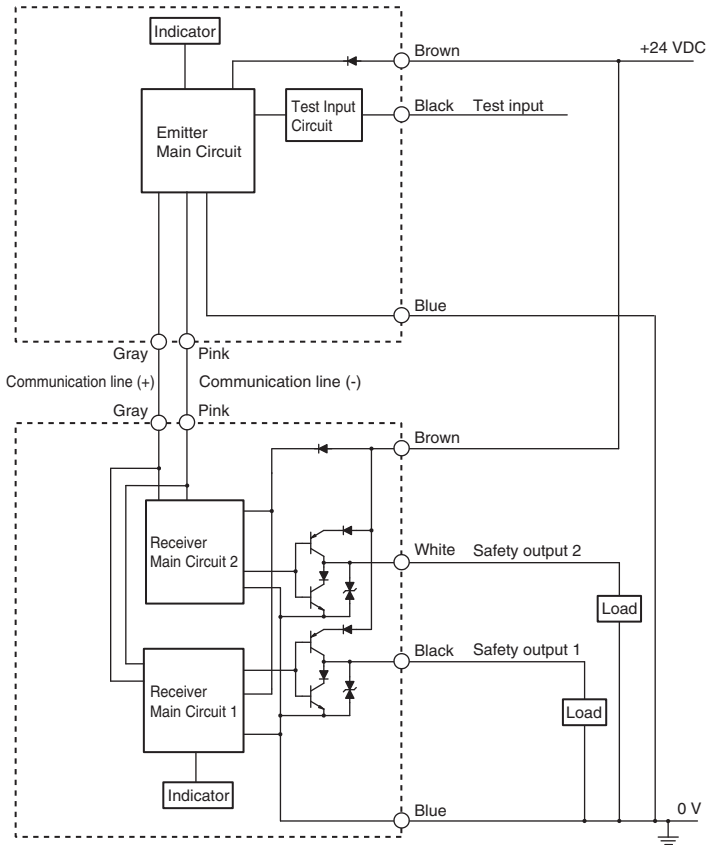 Indicator
Brown
+24 VDC
Emitter
Main Circuit
Test Input
Circuit
Black
Test input
Blue
Gray
Pink
Communication line (+)
Communication line (-)
Gray
Pink
Brown
Receiver
Main Circuit 2
White
Safety output 2
Load
Black
Safety output 1
Receiver
Main Circuit 1
Load
Indicator
Blue
0 V